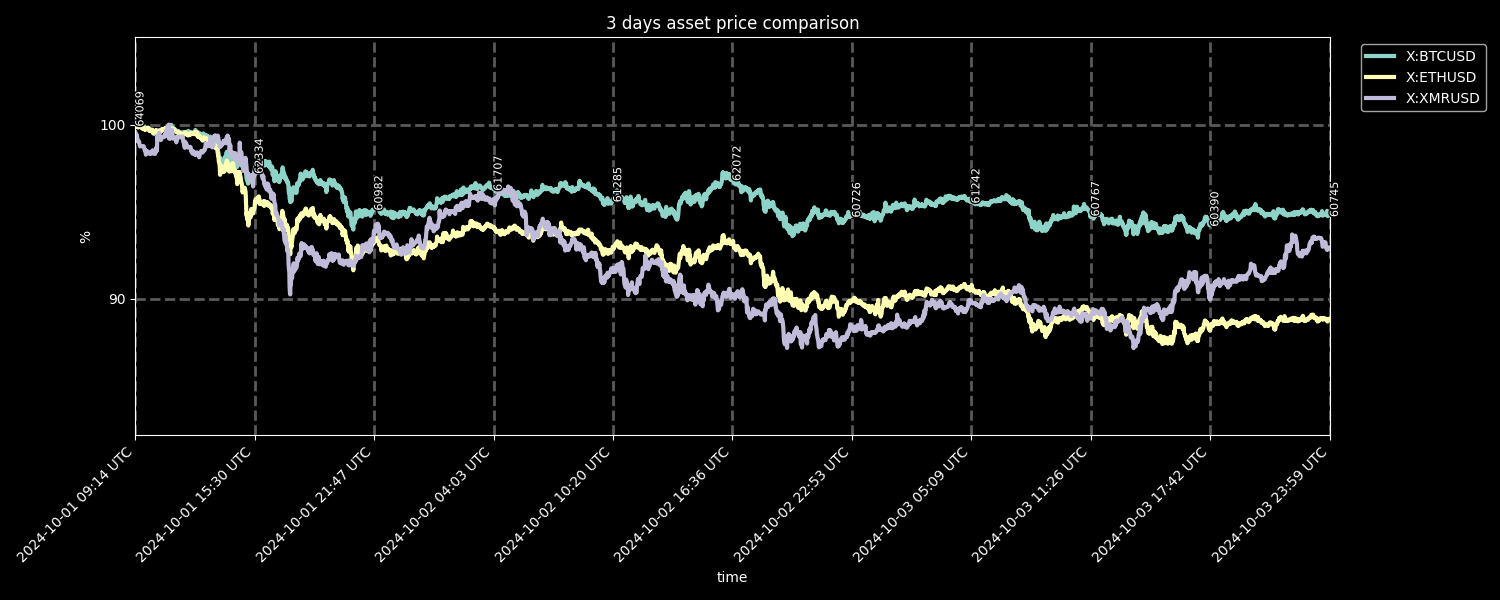 3 days asset price comparison
X:BTCUSD
X:ETHUSD
X:XMRUSD
100
90
%
64069
62334
60982
61707
61285
62072
60726
61242
60767
60390
60745
2024-10-01 09:14 UTC
2024-10-01 15:30 UTC
2024-10-01 21:47 UTC
2024-10-02 04:03 UTC
2024-10-02 10:20 UTC
2024-10-02 16:36 UTC
2024-10-02 22:53 UTC
2024-10-03 05:09 UTC
2024-10-03 11:26 UTC
2024-10-03 17:42 UTC
2024-10-03 23:59 UTC
time